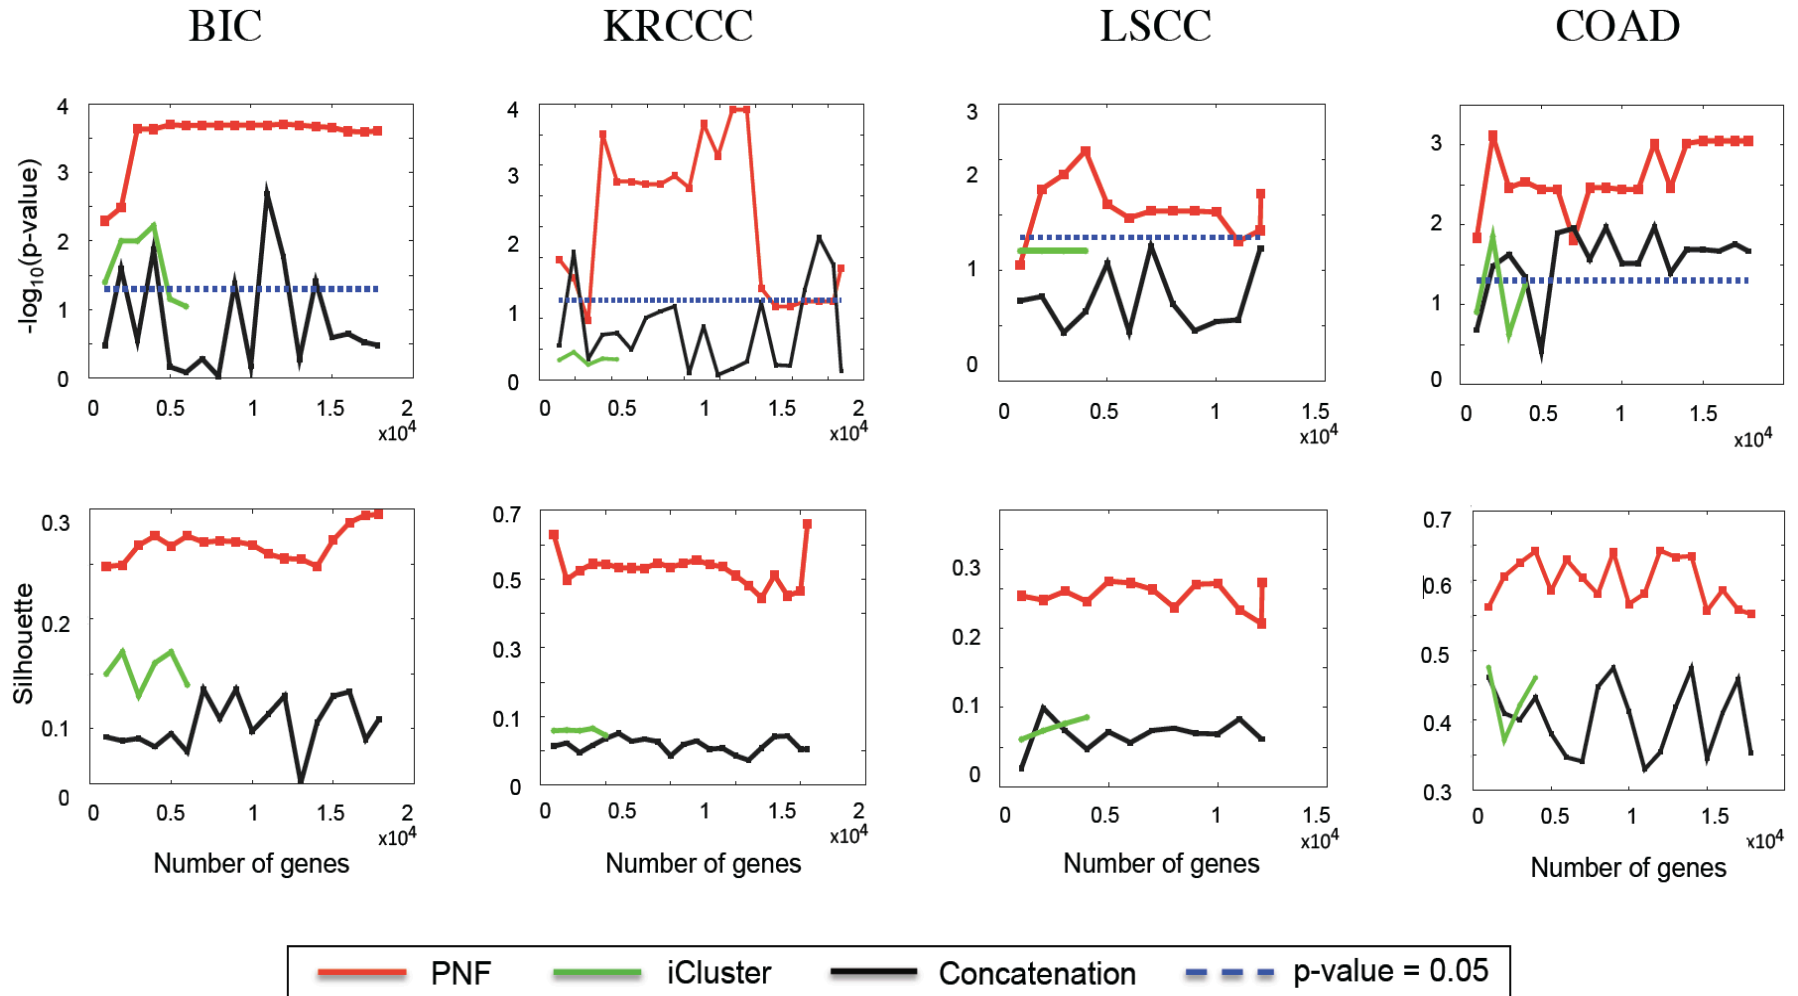 BIC KRCCC LSCC COAD
-log10(p-value)
4
3
2
1
0
0 0.5 1 1.5 2
x10^4
4
3
2
1
0
0 0.5 1 2
x10^4
3
2
1
0
0 0.5 1 1.5
x10^4
3
2
1
0
0 0.5 1 1.5
x10^4
Silhouette
0.3
0.2
0.1
0
0 0.5 1 1.5 2
x10^4
Number of genes
0.7
0.5
0.3
0.1
0
0 0.5 1 2
x10^4
Number of genes
0.3
0.2
0.1
0
0 0.5 1 1.5
x10^4
Number of genes
0.7
0.6
0.5
0.4
0.3
0 0.5 1 1.5
x10^4
Number of genes
PNF iCluster Concatenation p-value = 0.05